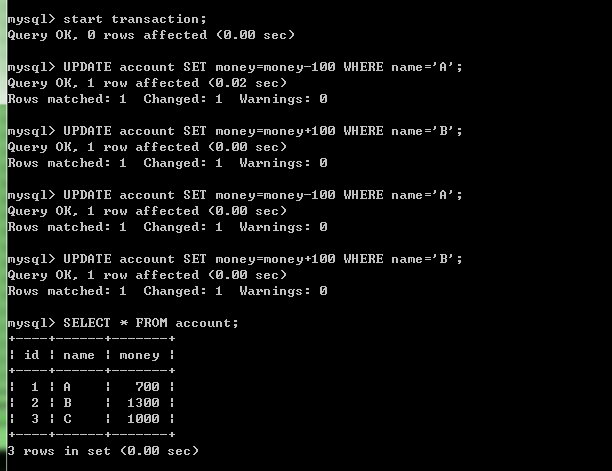 mysql> start transaction;
Query OK, 0 rows affected (0.00 sec)
mysql> UPDATE account SET money=money-100 WHERE name='A';
Query OK, 1 row affected (0.02 sec)
Rows matched: 1  Changed: 1  Warnings: 0
mysql> UPDATE account SET money=money+100 WHERE name='B';
Query OK, 1 row affected (0.00 sec)
Rows matched: 1  Changed: 1  Warnings: 0
mysql> UPDATE account SET money=money-100 WHERE name='A';
Query OK, 1 row affected (0.00 sec)
Rows matched: 1  Changed: 1  Warnings: 0
mysql> UPDATE account SET money=money+100 WHERE name='B';
Query OK, 1 row affected (0.00 sec)
Rows matched: 1  Changed: 1  Warnings: 0
mysql> SELECT * FROM account;
+----+------+-------+
| id | name | money |
+----+------+-------+
|  1 | A    |   700 |
|  2 | B    |  1300 |
|  3 | C    |  1000 |
+----+------+-------+
3 rows in set (0.00 sec)